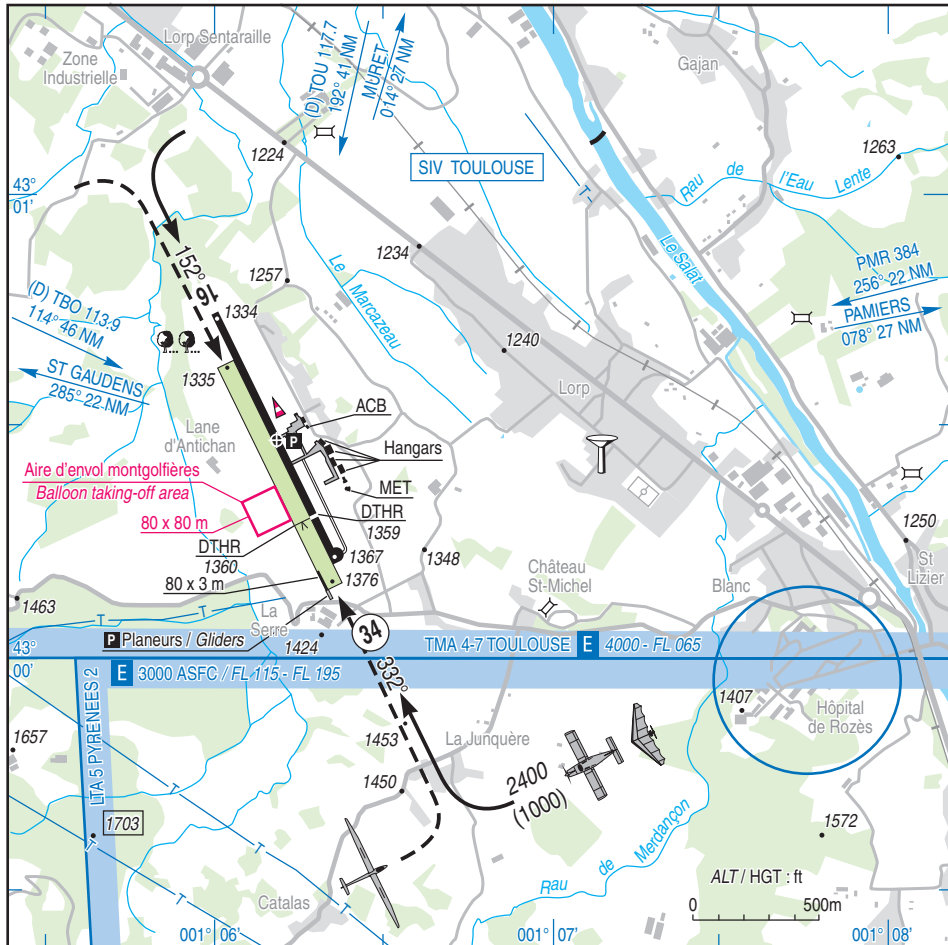 Lorp Sentaraille
Zone
Industrielle
(D) TOU 117.7
192° 41 NM
MURET
014° 27 NM
Gajan
1224
1263
SIV TOULOUSE
Rau de l'Eau Lente
T
43°
01'
152°
16
1234
Le Salat
1257
Le Marcazeau
PMR 384
256° 22 NM
PAMIERS
078° 27 NM
(D) TBO 113.9
114° 46 NM
ST GAUDENS
285° 22 NM
1334
1335
1240
Lorp
ACB
P
Lane
d'Antichan
Hangars
Aire d'envol montgolfières
Balloon taking-off area
80 x 80 m
MET
DTHR
1359
DTHR
1360
1367
1376
80 x 3 m
1348
1250
St
Lizier
Château
St-Michel
Blanc
1463
La
Serre
34
P Planeurs / Gliders
1424
TMA 4-7 TOULOUSE E 4000 - FL 065
43°
00'
E 3000 ASFC / FL 115 - FL 195
332°
LTA 5 PYRENEES 2
1407
Hôpital
de Rozès
1657
1453
La Junquère
1450
2400
(1000)
1703
1572
T
T
T
T
T
Rau de Merdançon
ALT / HGT : ft
Catalas
0 500m
001° 06' 001° 07' 001° 08'